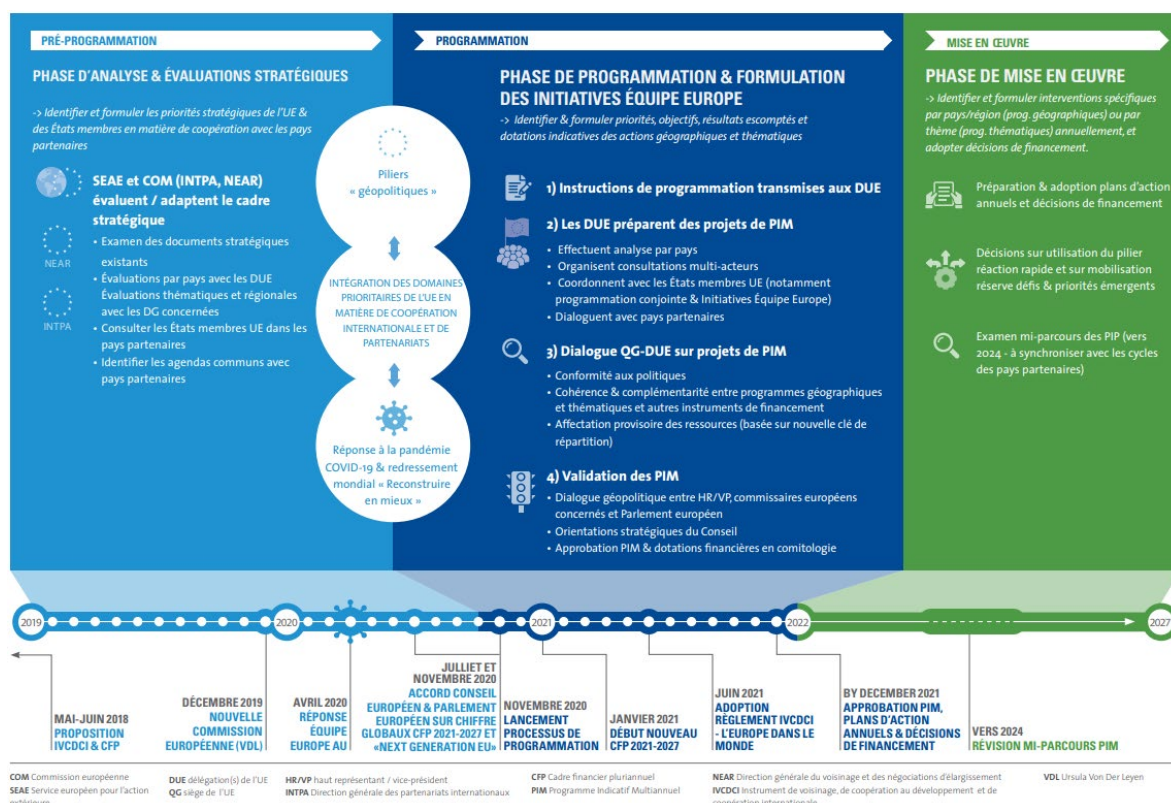 PRÉ-PROGRAMMATION
PHASE D'ANALYSE & ÉVALUATIONS STRATÉGIQUES
-> Identifier et formuler les priorités stratégiques de l'UE &
des États membres en matière de coopération avec les pays
partenaires
SEAE et COM (INTPA, NEAR)
évaluent / adaptent le cadre
stratégique
• Examen des documents stratégiques
existants
• Évaluations par pays avec les DUE
Évaluations thématiques et régionales
avec les DG concernées
• Consulter les États membres UE dans les
pays partenaires
• Identifier les agendas communs avec
pays partenaires
NEAR
INTPA
Piliers
« géopolitiques »
INTÉGRATION DES DOMAINES
PRIORITAIRES DE L'UE EN
MATIÈRE DE COOPÉRATION
INTERNATIONALE ET DE
PARTENARIATS
Réponse à la pandémie
COVID-19 & redressement
mondial « Reconstruire
en mieux »
PROGRAMMATION
PHASE DE PROGRAMMATION & FORMULATION
DES INITIATIVES ÉQUIPE EUROPE
-> Identifier & formuler priorités, objectifs, résultats escomptés et
dotations indicatives des actions géographiques et thématiques
1) Instructions de programmation transmises aux DUE
2) Les DUE préparent des projets de PIM
• Effectuent analyse par pays
• Organisent consultations multi-acteurs
• Coordonnent avec les États membres UE (notamment
programmation conjointe & Initiatives Équipe Europe)
• Dialoguent avec pays partenaires
3) Dialogue QG-DUE sur projets de PIM
• Conformité aux politiques
• Cohérence & complémentarité entre programmes géographiques
et thématiques et autres instruments de financement
• Affectation provisoire des ressources (basée sur nouvelle clé de
répartition)
4) Validation des PIM
• Dialogue géopolitique entre HR/VP, commissaires européens
concernés et Parlement européen
• Orientations stratégiques du Conseil
• Approbation PIM & dotations financières en comitologie
MISE EN ŒUVRE
PHASE DE MISE EN ŒUVRE
-> Identifier et formuler interventions spécifiques
par pays/région (prog. géographiques) ou par
thème (prog. thématiques) annuellement, et
adopter décisions de financement.
Préparation & adoption plans d'action
annuels et décisions de financement
Décisions sur utilisation du pilier
réaction rapide et sur mobilisation
réserve défis & priorités émergents
Examen mi-parcours des PIP (vers
2024 - à synchroniser avec les cycles
des pays partenaires)
2019
2020
2021
2022
2027
MAI-JUIN 2018
PROPOSITION
IVCDCI & CFP
DÉCEMBRE 2019
NOUVELLE
COMMISSION
EUROPÉENNE (VDL)
AVRIL 2020
RÉPONSE
ÉQUIPE
EUROPE AU
JULLIET ET
NOVEMBRE 2020
ACCORD CONSEIL
EUROPÉEN & PARLEMENT
EUROPÉEN SUR CHIFFRE
GLOBAUX CFP 2021-2027 ET
«NEXT GENERATION EU»
NOVEMBRE 2020
LANCEMENT
PROCESSUS DE
PROGRAMMATION
JANVIER 2021
DÉBUT NOUVEAU
CFP 2021-2027
JUIN 2021
ADOPTION
RÈGLEMENT IVCDCI
- L'EUROPE DANS LE
MONDE
BY DECEMBER 2021
APPROBATION PIM,
PLANS D'ACTION
ANNUELS & DÉCISIONS
DE FINANCEMENT
VERS 2024
RÉVISION MI-PARCOURS PIM
COM Commission européenne
SEAE Service européen pour l'action
extérieure
DUE délégation(s) de l'UE
QG siège de l'UE
HR/VP haut représentant / vice-président
INTPA Direction générale des partenariats internationaux
CFP Cadre financier pluriannuel
PIM Programme Indicatif Multiannuel
NEAR Direction générale du voisinage et des négociations d'élargissement
IVCDCI Instrument de voisinage, de coopération au développement et de
coopération internationale
VDL Ursula Von Der Leyen